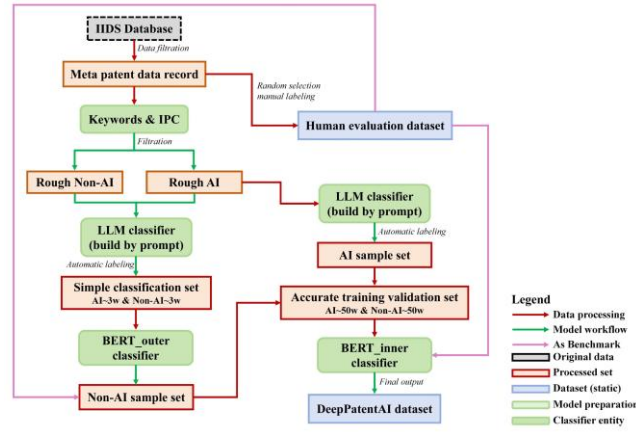 IIDS Database
Data filtration
Meta patent data record
Random selection
manual labeling
Keywords & IPC
Human evaluation dataset
Filtration
Rough Non-AI
Rough AI
LLM classifier
(build by prompt)
LLM classifier
(build by prompt)
Automatic labeling
Automatic labeling
AI sample set
Simple classification set
AI~3w & Non-AI~3w
Accurate training validation set
AI~50w & Non-AI~50w
BERT_outer
classifier
BERT_inner
classifier
Final output
Non-AI sample set
DeepPatentAI dataset
Legend
Data processing
Model workflow
As Benchmark
Original data
Processed set
Dataset (static)
Model preparation
Classifier entity